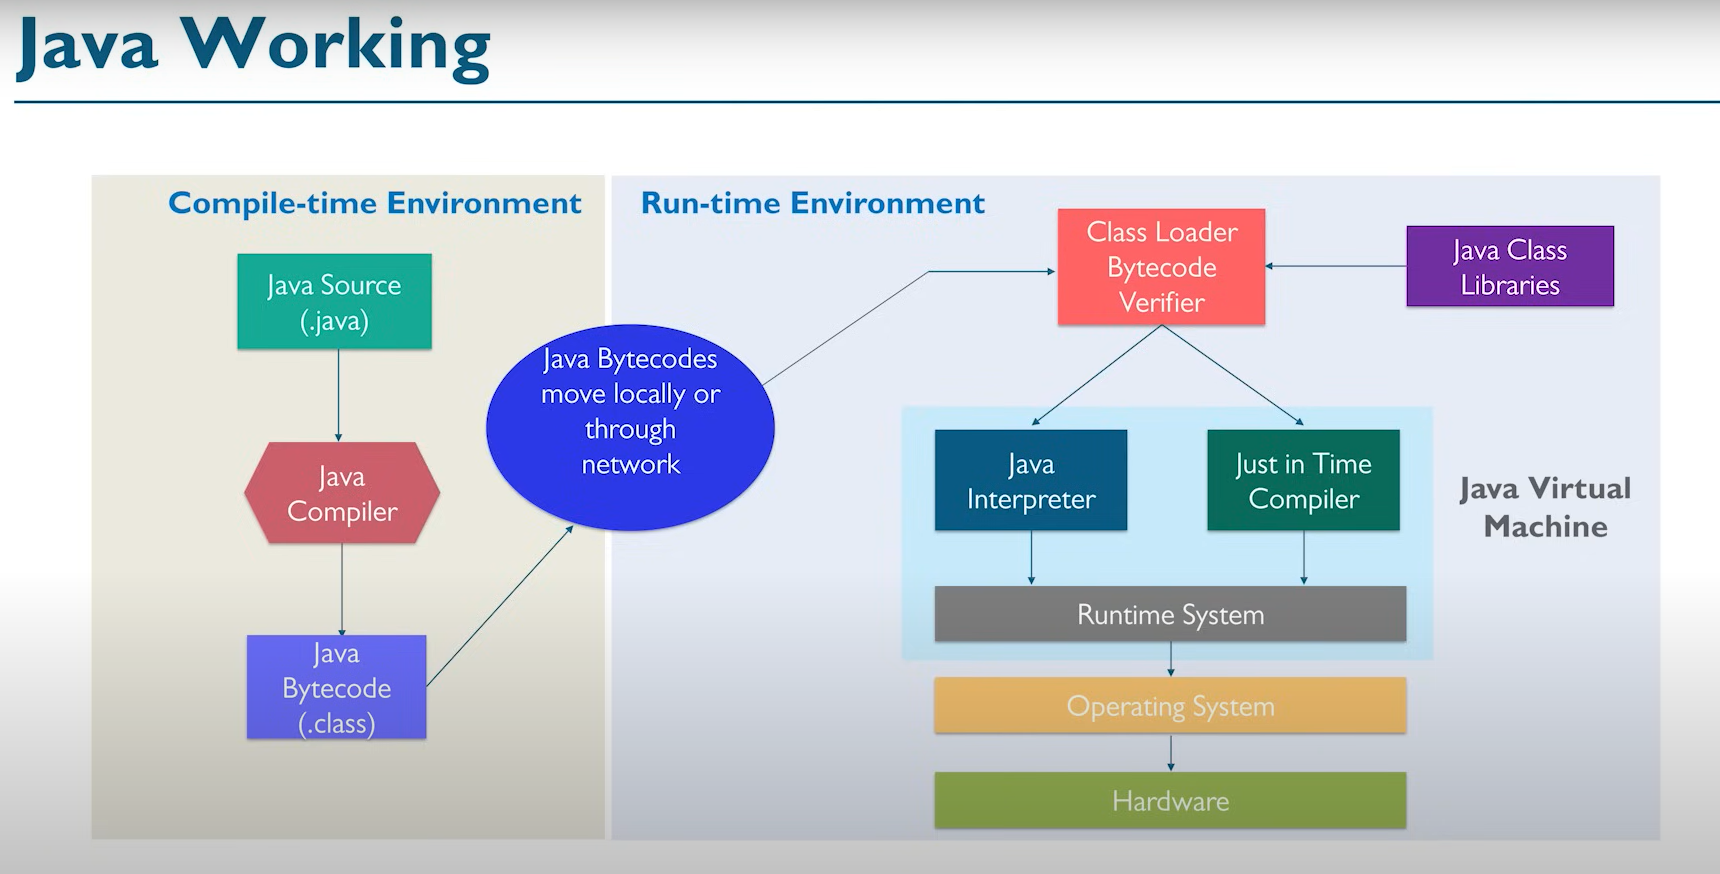 Java Working
Compile-time Environment
Java Source
(.java)
Java
Compiler
Java
Bytecode
(.class)
Java Bytecodes
move locally or
through
network
Run-time Environment
Class Loader
Bytecode
Verifier
Java Class
Libraries
Java
Interpreter
Just in Time
Compiler
Java Virtual
Machine
Runtime System
Operating System
Hardware